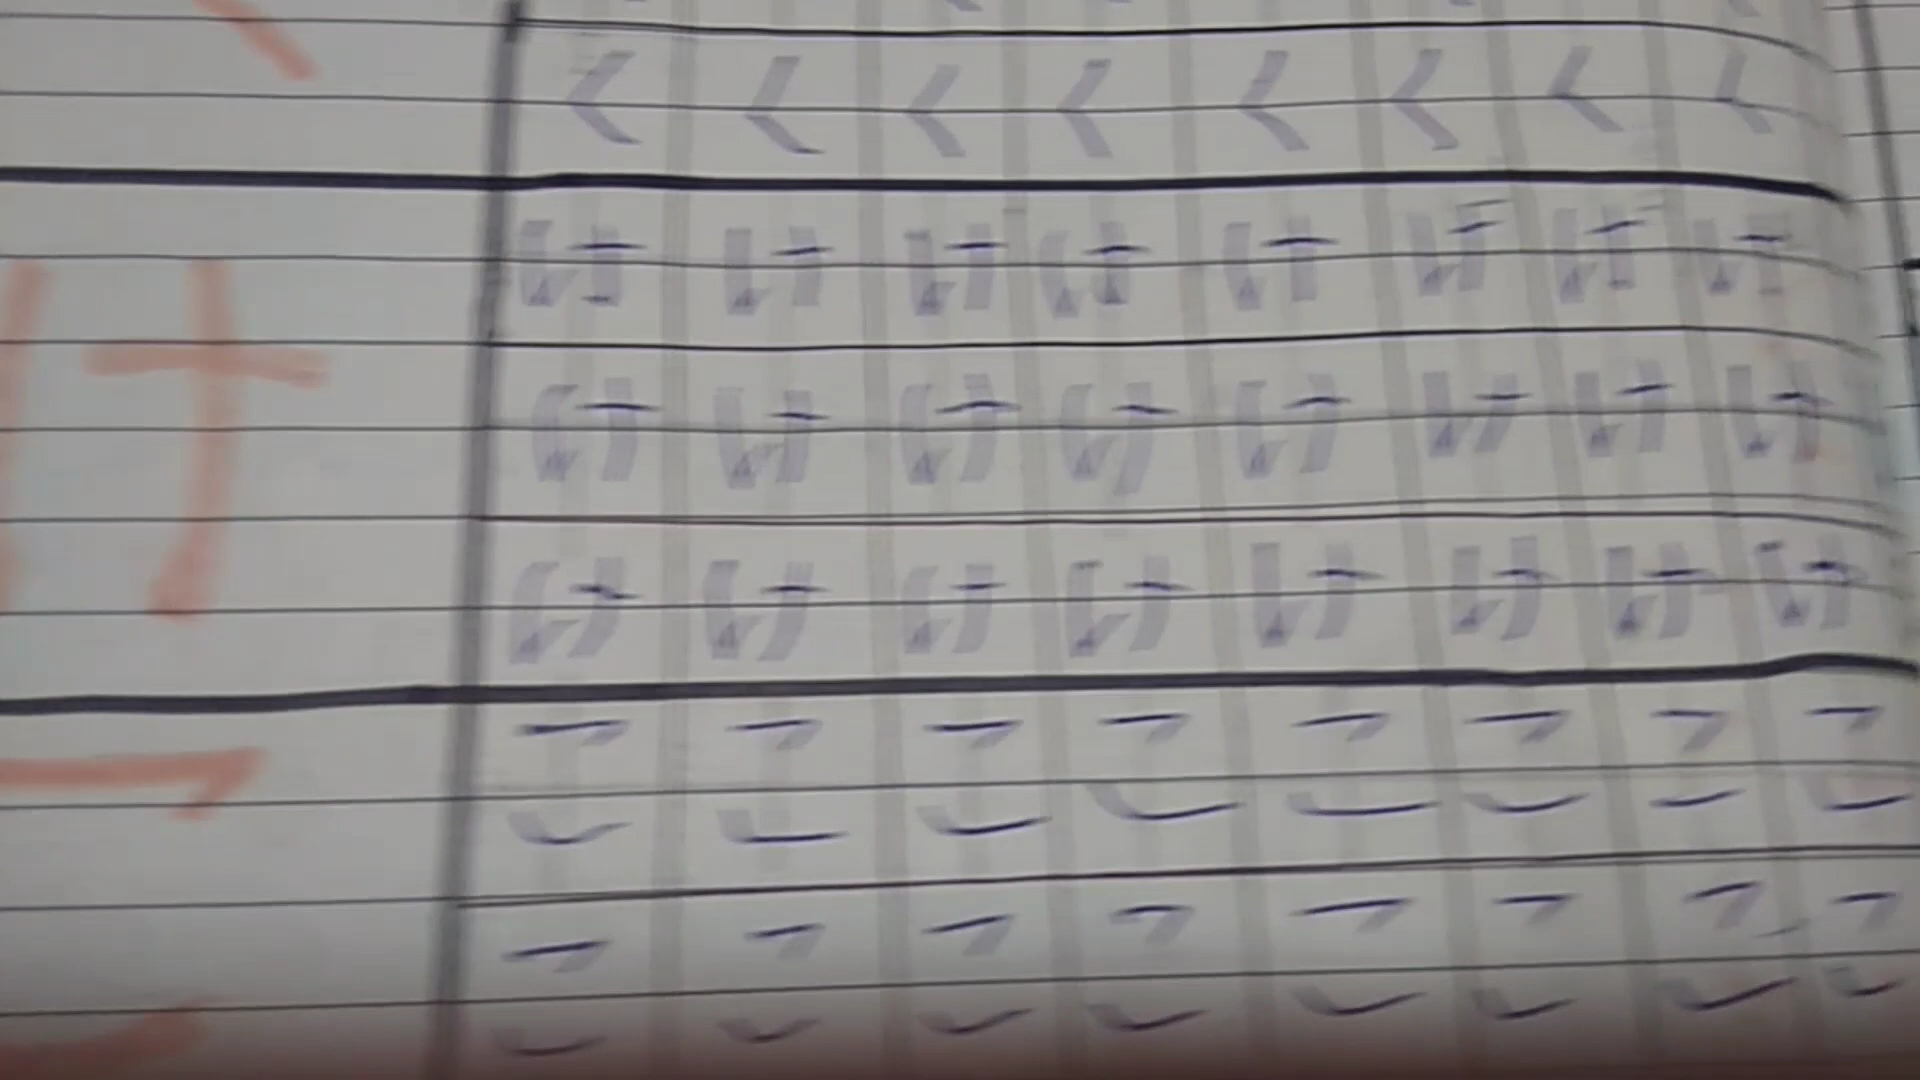 く く く く く く く く
け
け け け け け け け け
け け け け け け け け
け け け け け け け け
こ
こ こ こ こ こ こ こ こ
こ こ こ こ こ こ こ こ